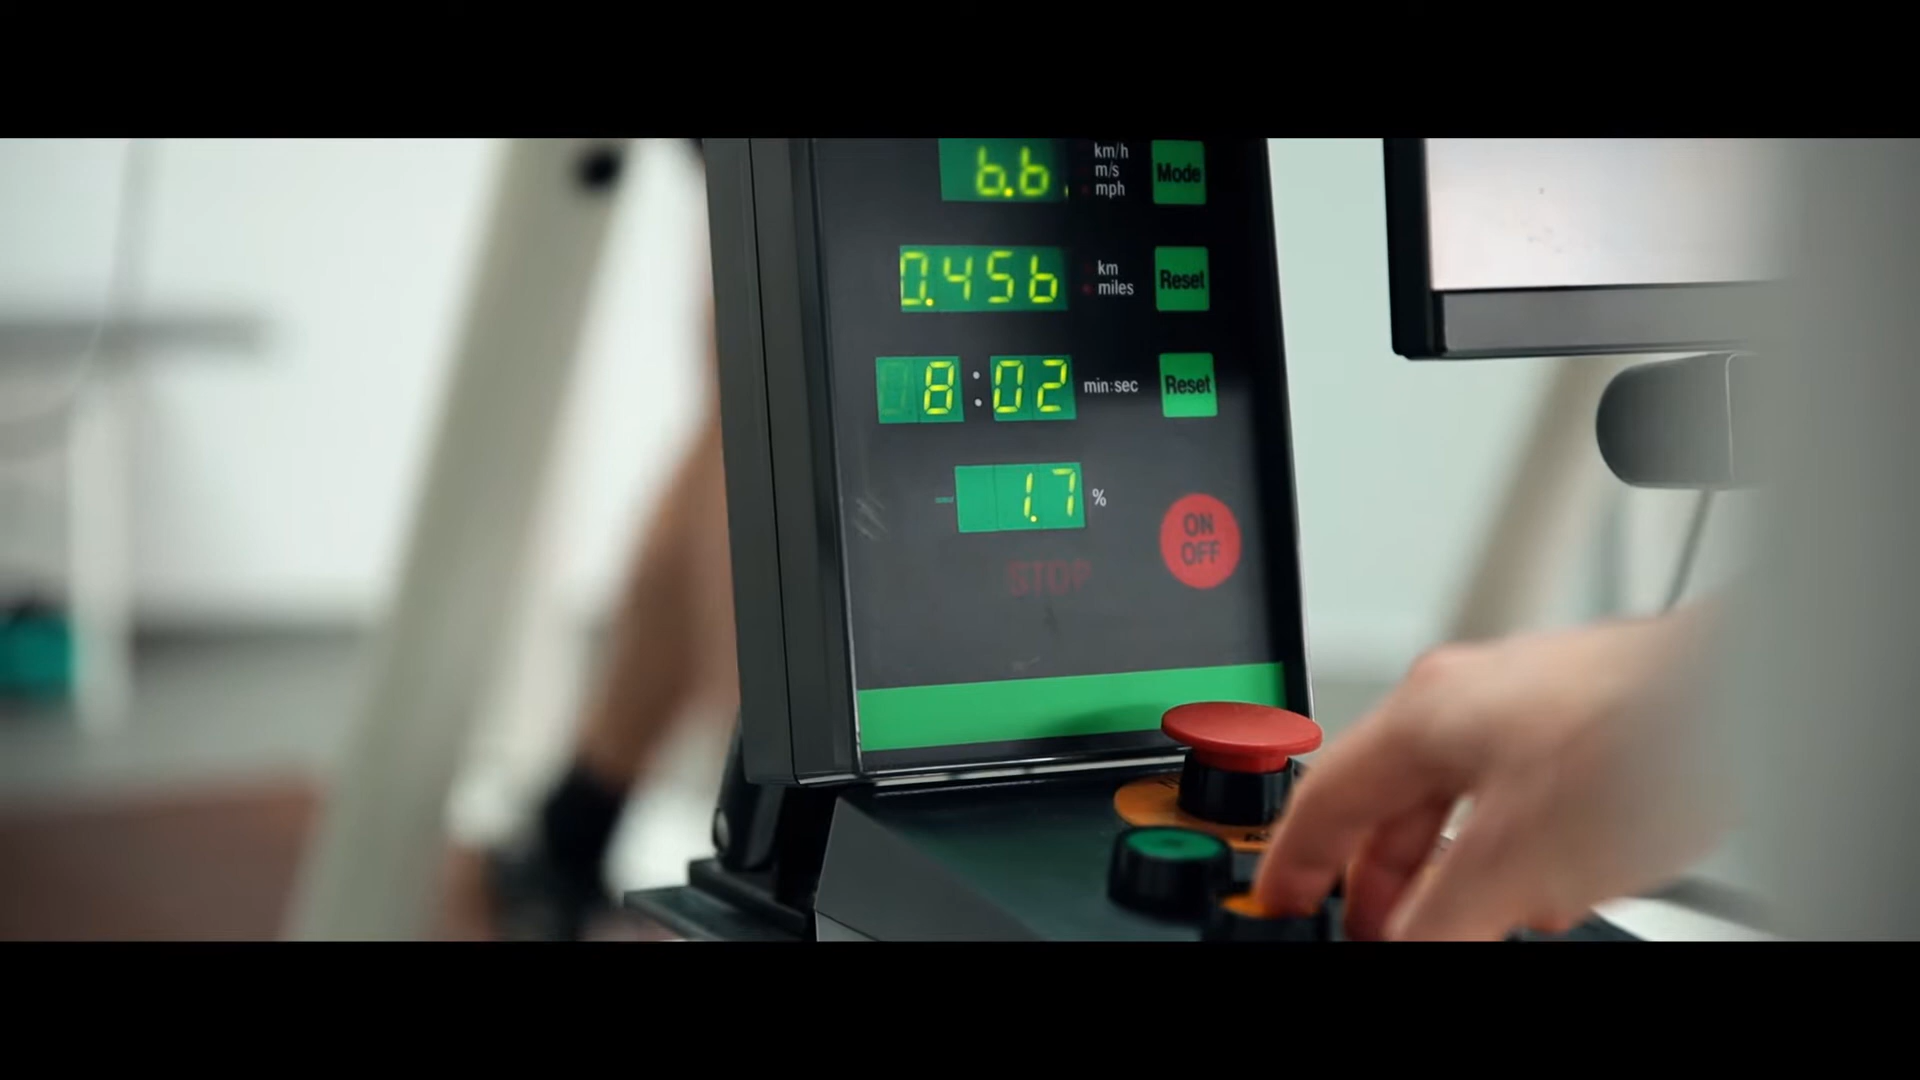 6.6
km/h
m/s
mph
Mode
0.456
km
miles
Reset
8:02
min:sec
Reset
1.7
%
ON
OFF
STOP